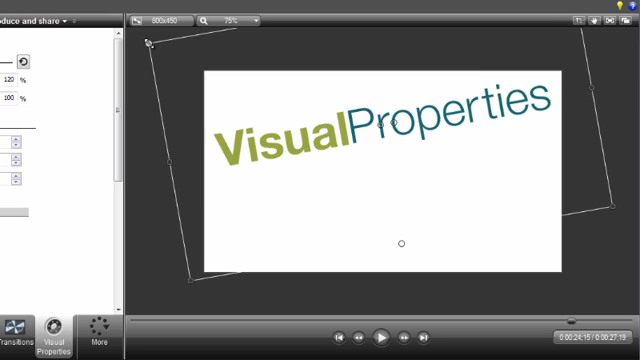 oduce and share
800x450
75%
120 %
100 %
VisualProperties
Transitions
Visual
Properties
More
0:00:24;15 / 0:00:27;19